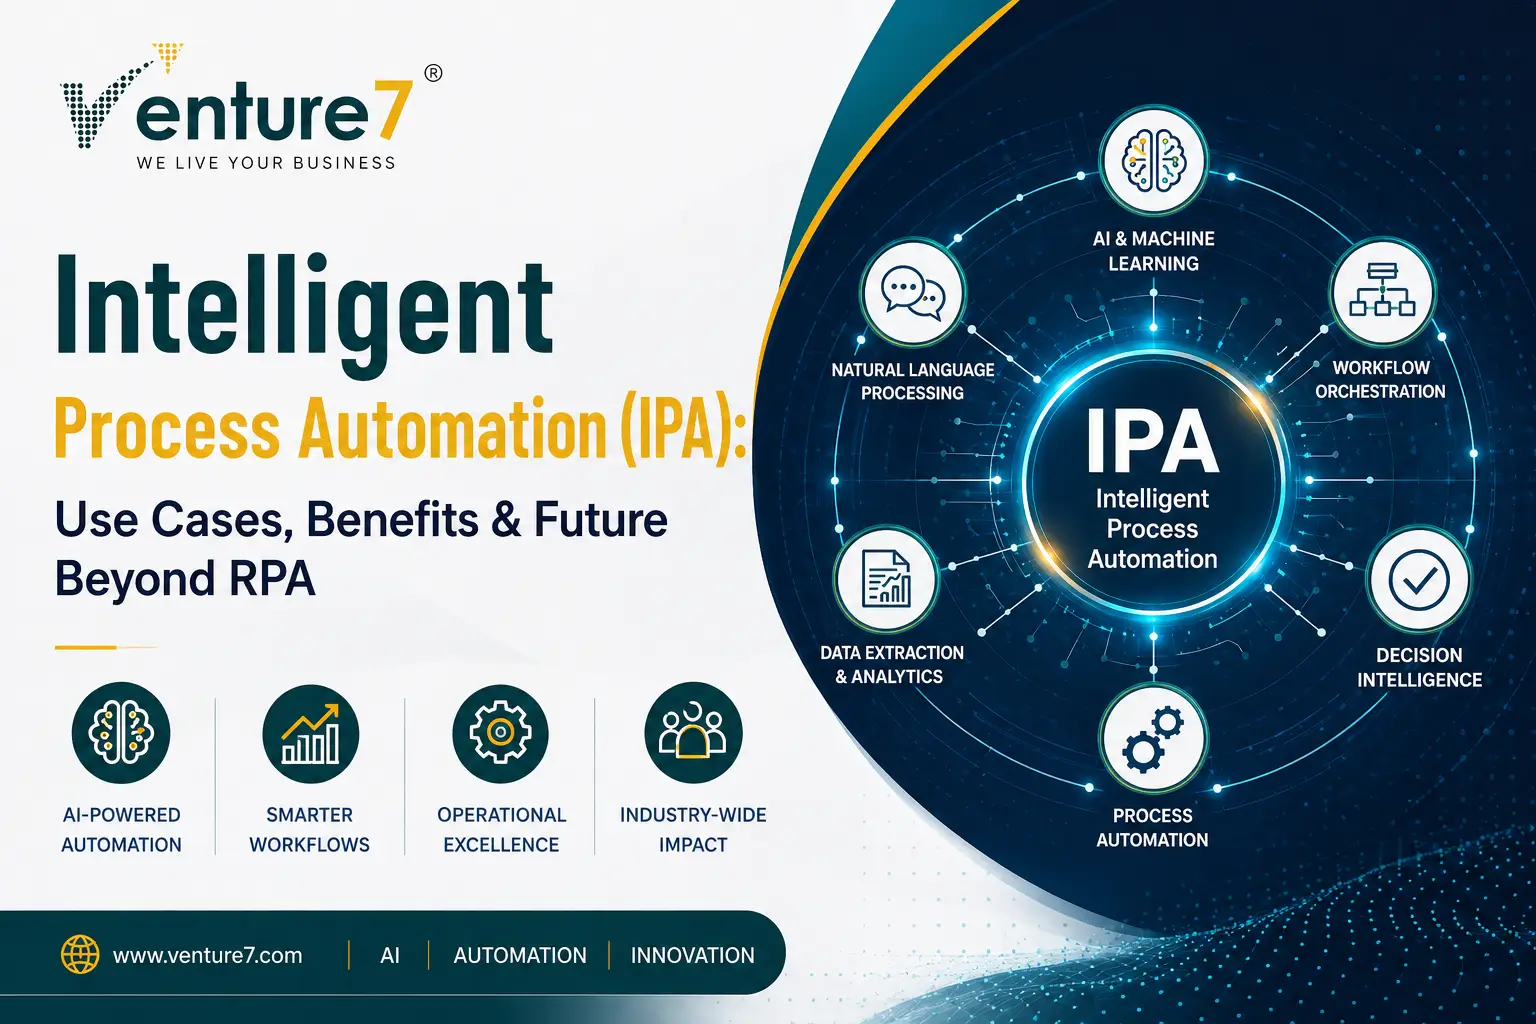 Venture7®
WE LIVE YOUR BUSINESS
Intelligent
Process Automation (IPA):
Use Cases, Benefits & Future
Beyond RPA
AI-POWERED
AUTOMATION
SMARTER
WORKFLOWS
OPERATIONAL
EXCELLENCE
INDUSTRY-WIDE
IMPACT
www.venture7.com
AI
AUTOMATION
INNOVATION
AI & MACHINE
LEARNING
NATURAL LANGUAGE
PROCESSING
WORKFLOW
ORCHESTRATION
IPA
Intelligent
Process
Automation
DATA EXTRACTION
& ANALYTICS
DECISION
INTELLIGENCE
PROCESS
AUTOMATION